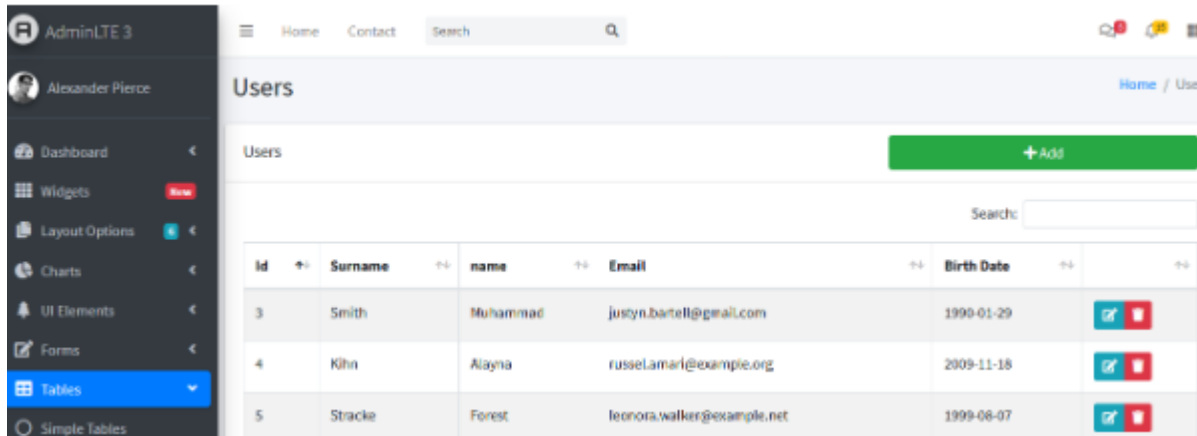 AdminLTE 3
Home Contact Search
Alexander Pierce
Users
Home / Use
Dashboard
Users
+ Add
Widgets New
Search:
Layout Options 6
Id Surname name Email Birth Date
Charts
UI Elements
3 Smith Muhammad justyn.bartell@gmail.com 1990-01-29
Forms
4 Kihn Alayna russel.amari@example.org 2009-11-18
Tables
5 Stracke Forest leonora.walker@example.net 1999-08-07
Simple Tables